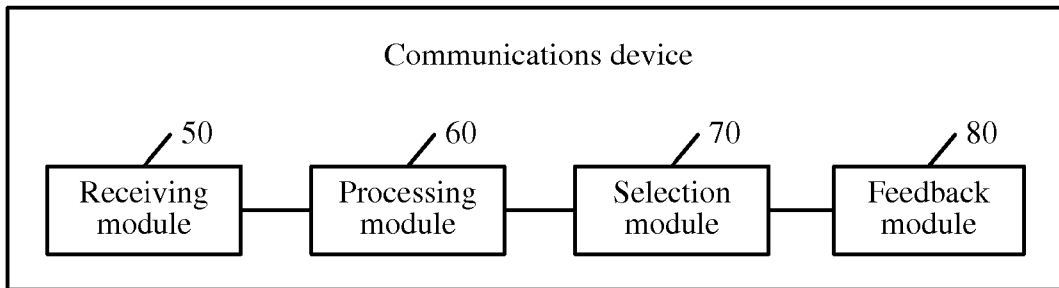 Communications device
50
60
70
80
Receiving
module
Processing
module
Selection
module
Feedback
module